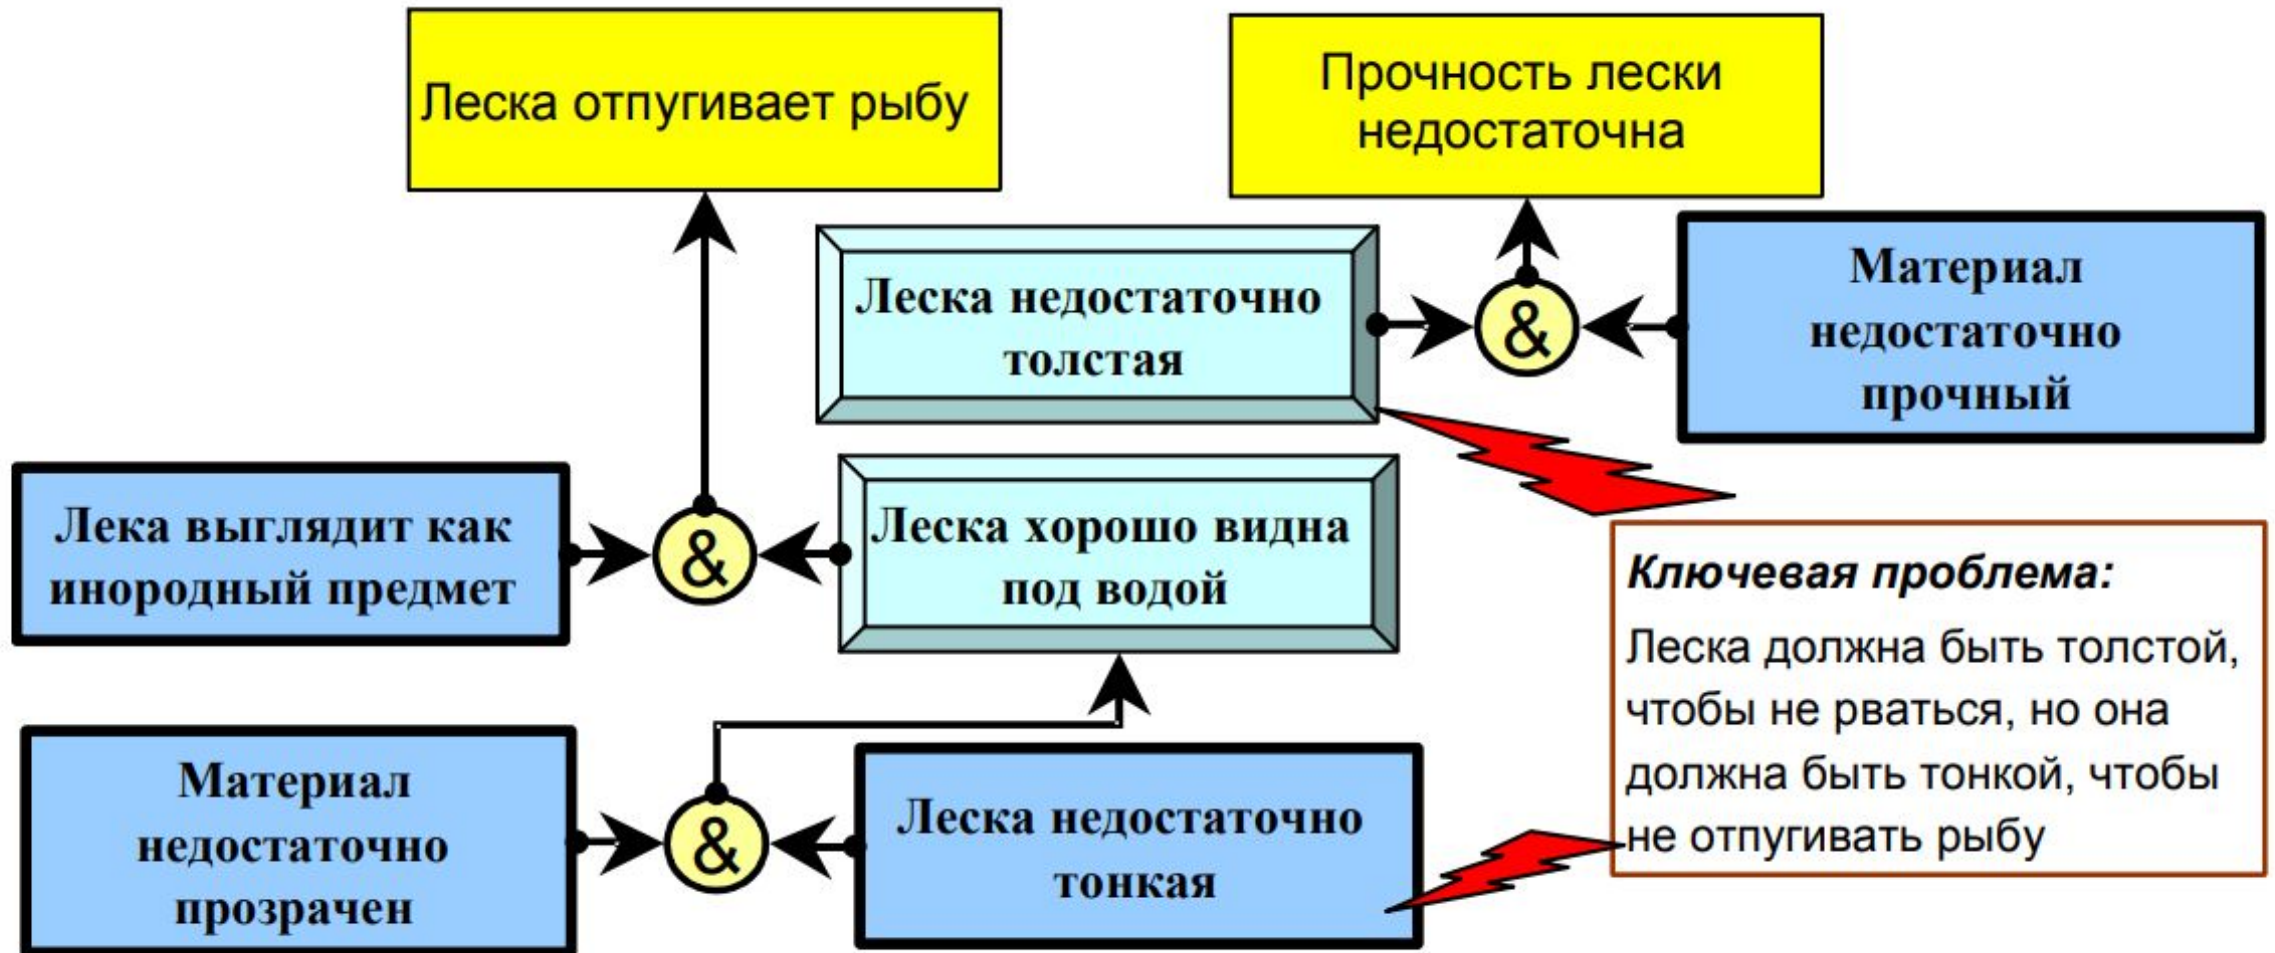 Леска отпугивает рыбу
Прочность лески
недостаточна
Леска недостаточно
толстая
&
Материал
недостаточно
прочный
Лека выглядит как
инородный предмет
&
Леска хорошо видна
под водой
Ключевая проблема:
Леска должна быть толстой,
чтобы не рваться, но она
должна быть тонкой, чтобы
не отпугивать рыбу
Материал
недостаточно
прозрачен
&
Леска недостаточно
тонкая